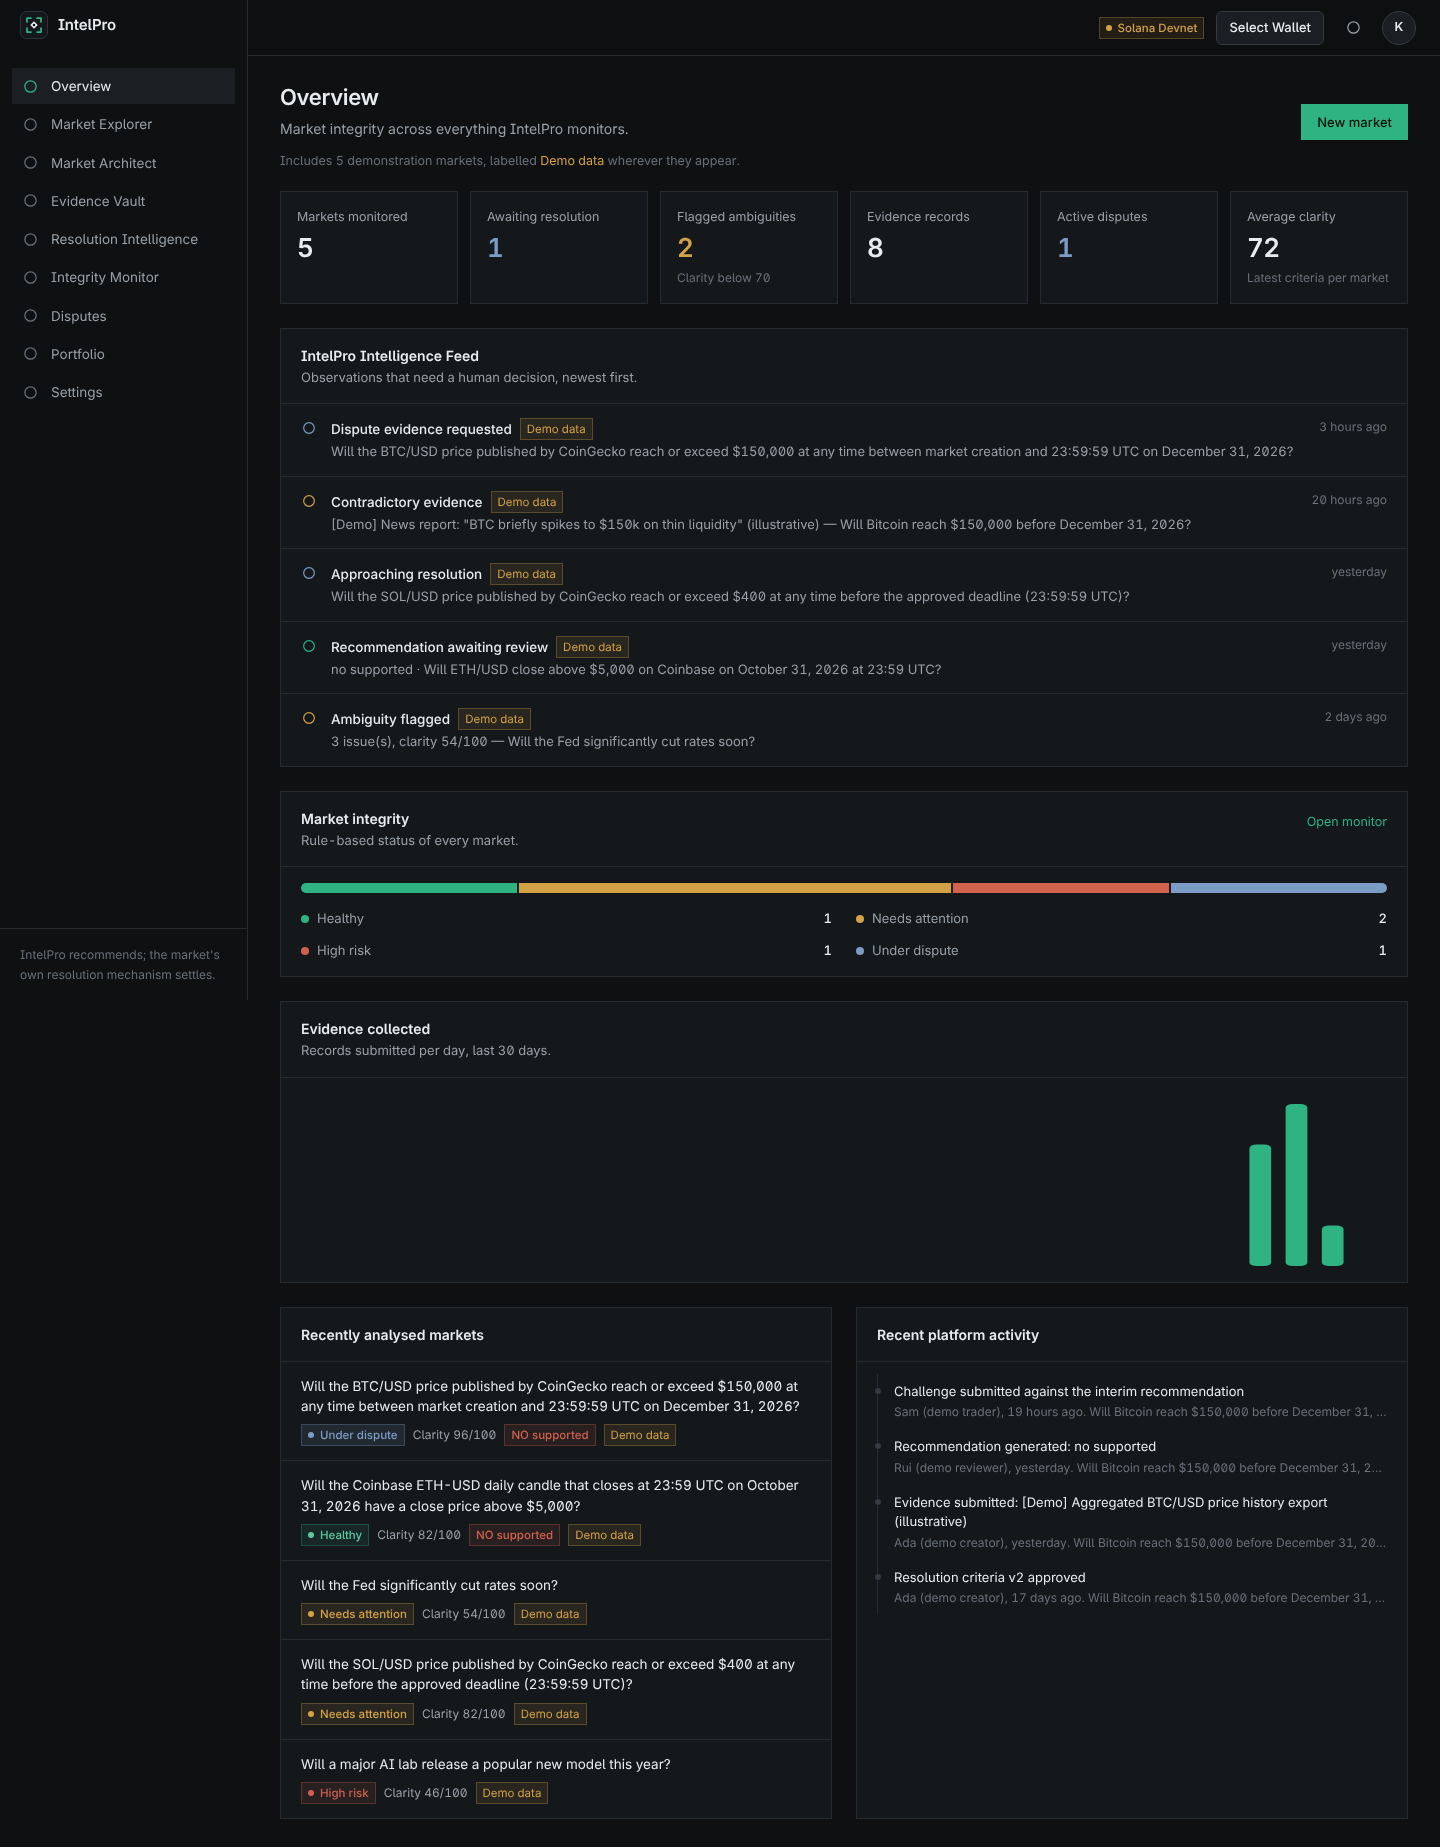 IntelPro
Solana Devnet
Select Wallet
K
Overview
Market Explorer
Market Architect
Evidence Vault
Resolution Intelligence
Integrity Monitor
Disputes
Portfolio
Settings
IntelPro recommends; the market's
own resolution mechanism settles.
Overview
Market integrity across everything IntelPro monitors.
Includes 5 demonstration markets, labelled Demo data wherever they appear.
New market
Markets monitored
5
Awaiting resolution
1
Flagged ambiguities
2
Clarity below 70
Evidence records
8
Active disputes
1
Average clarity
72
Latest criteria per market
IntelPro Intelligence Feed
Observations that need a human decision, newest first.
Dispute evidence requested Demo data 3 hours ago
Will the BTC/USD price published by CoinGecko reach or exceed $150,000 at any time between market creation and 23:59:59 UTC on December 31, 2026?
Contradictory evidence Demo data 20 hours ago
[Demo] News report: "BTC briefly spikes to $150k on thin liquidity" (illustrative) — Will Bitcoin reach $150,000 before December 31, 2026?
Approaching resolution Demo data yesterday
Will the SOL/USD price published by CoinGecko reach or exceed $400 at any time before the approved deadline (23:59:59 UTC)?
Recommendation awaiting review Demo data yesterday
no supported · Will ETH/USD close above $5,000 on Coinbase on October 31, 2026 at 23:59 UTC?
Ambiguity flagged Demo data 2 days ago
3 issue(s), clarity 54/100 — Will the Fed significantly cut rates soon?
Market integrity
Rule-based status of every market.
Open monitor
Healthy 1
Needs attention 2
High risk 1
Under dispute 1
Evidence collected
Records submitted per day, last 30 days.
Recently analysed markets
Will the BTC/USD price published by CoinGecko reach or exceed $150,000 at
any time between market creation and 23:59:59 UTC on December 31, 2026?
Under dispute Clarity 96/100 NO supported Demo data
Will the Coinbase ETH-USD daily candle that closes at 23:59 UTC on October
31, 2026 have a close price above $5,000?
Healthy Clarity 82/100 NO supported Demo data
Will the Fed significantly cut rates soon?
Needs attention Clarity 54/100 Demo data
Will the SOL/USD price published by CoinGecko reach or exceed $400 at any
time before the approved deadline (23:59:59 UTC)?
Needs attention Clarity 82/100 Demo data
Will a major AI lab release a popular new model this year?
High risk Clarity 46/100 Demo data
Recent platform activity
Challenge submitted against the interim recommendation
Sam (demo trader), 19 hours ago. Will Bitcoin reach $150,000 before December 31, ...
Recommendation generated: no supported
Rui (demo reviewer), yesterday. Will Bitcoin reach $150,000 before December 31, 2...
Evidence submitted: [Demo] Aggregated BTC/USD price history export
(illustrative)
Ada (demo creator), yesterday. Will Bitcoin reach $150,000 before December 31, 20...
Resolution criteria v2 approved
Ada (demo creator), 17 days ago. Will Bitcoin reach $150,000 before December 31, ...